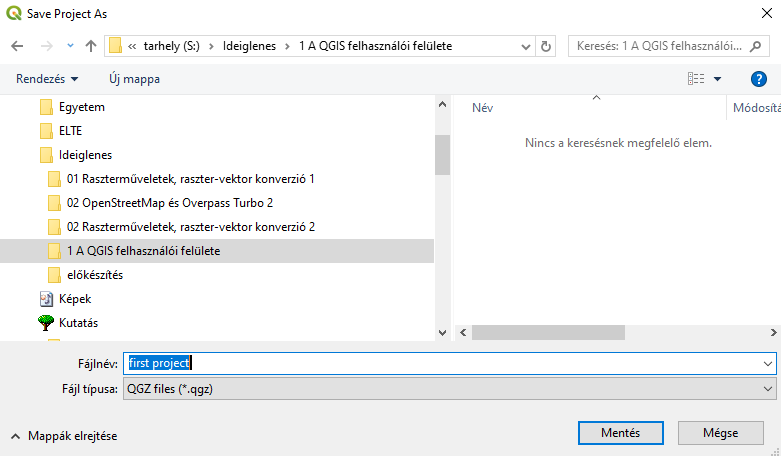 Save Project As
« tarhely (S:) › Ideiglenes › 1 A QGIS felhasználói felülete
Keresés: 1 A QGIS felhasználói...
Rendezés
Új mappa
?
Egyetem
ELTE
Ideiglenes
01 Raszterműveletek, raszter-vektor konverzió 1
02 OpenStreetMap és Overpass Turbo 2
02 Raszterműveletek, raszter-vektor konverzió 2
1 A QGIS felhasználói felülete
előkészítés
Képek
Kutatás
Név
Módosítá
Nincs a keresésnek megfelelő elem.
Fájlnév: first project
Fájl típusa: QGZ files (*.qgz)
Mappák elrejtése
Mentés
Mégse